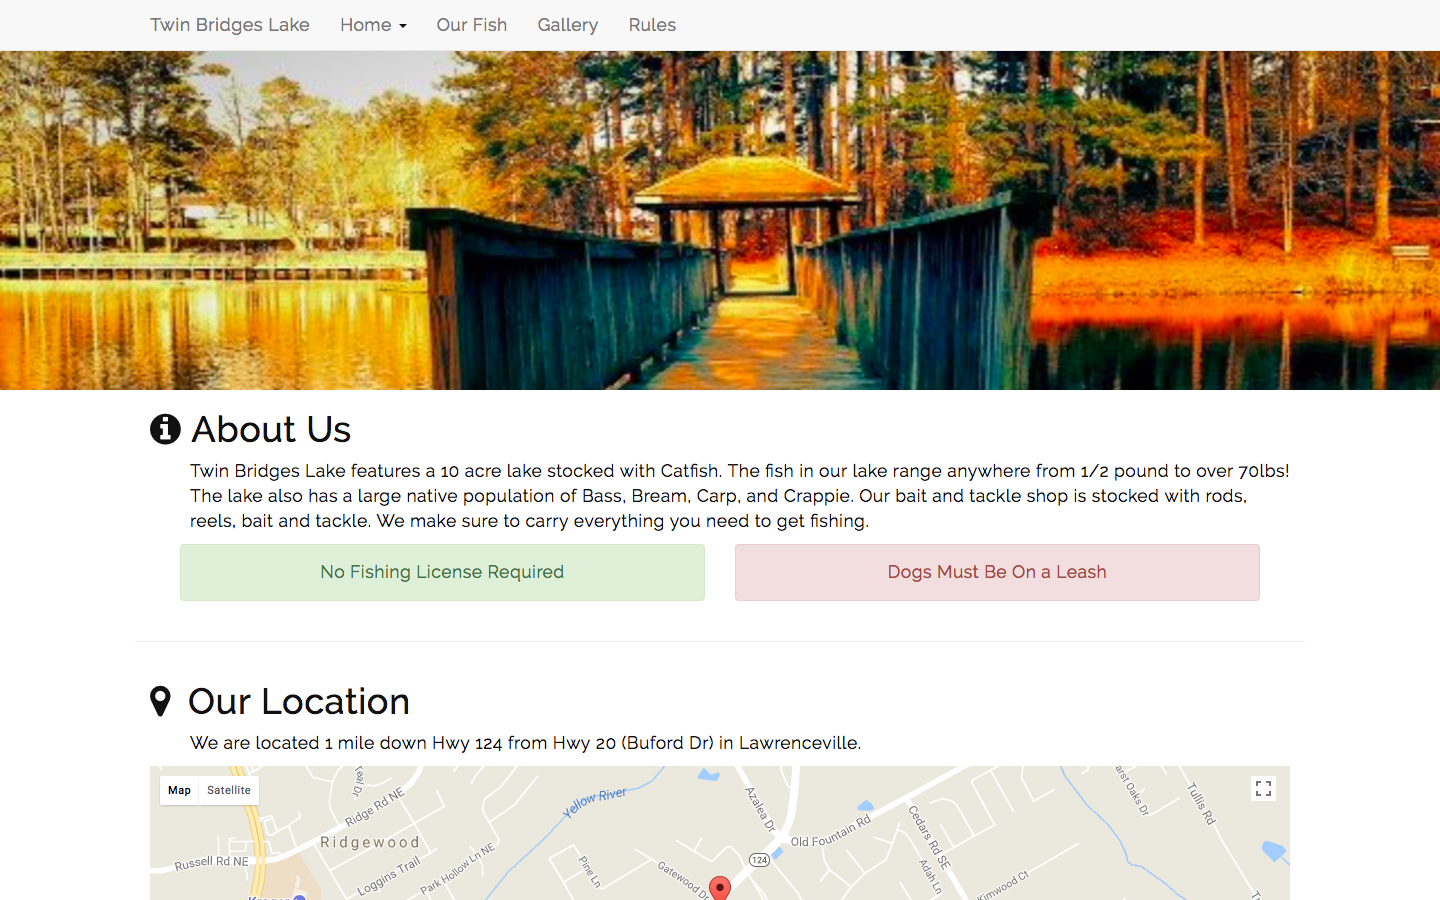 Twin Bridges Lake Home Our Fish Gallery Rules
About Us
Twin Bridges Lake features a 10 acre lake stocked with Catfish. The fish in our lake range anywhere from 1/2 pound to over 70lbs!
The lake also has a large native population of Bass, Bream, Carp, and Crappie. Our bait and tackle shop is stocked with rods,
reels, bait and tackle. We make sure to carry everything you need to get fishing.
No Fishing License Required
Dogs Must Be On a Leash
Our Location
We are located 1 mile down Hwy 124 from Hwy 20 (Buford Dr) in Lawrenceville.
Map Satellite
Teal Dr
Ridge Rd NE
Yellow River
Azalea Dr
Oaks Dr
Tullis Rd
Ridgewood
Old Fountain Rd
Cedars Rd SE
Russell Rd NE
Loggins Trail
Park Hollow Ln NE
Pine Ln
Gatewood Dr
124
Adah Ln
Kimwood Ct